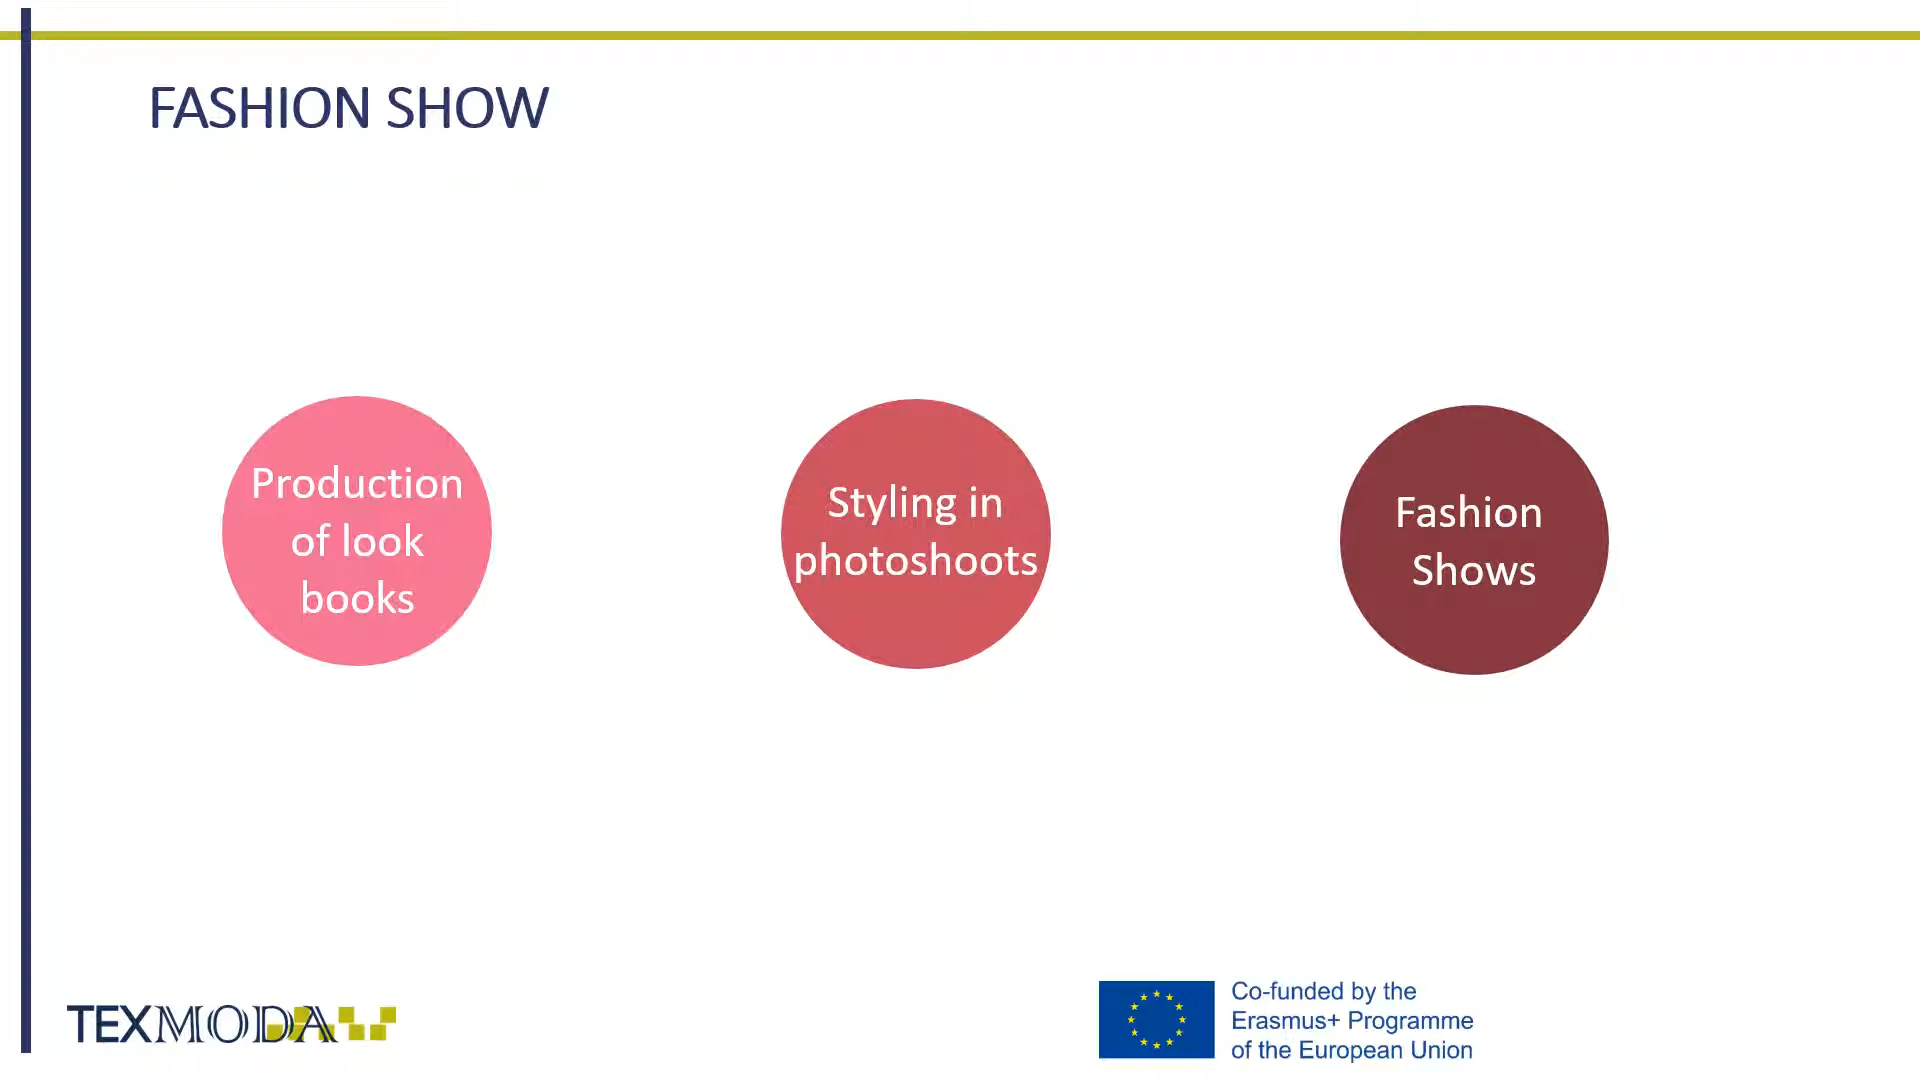 FASHION SHOW
Production
of look
books
Styling in
photoshoots
Fashion
Shows
TEXMODA
Co-funded by the
Erasmus+ Programme
of the European Union